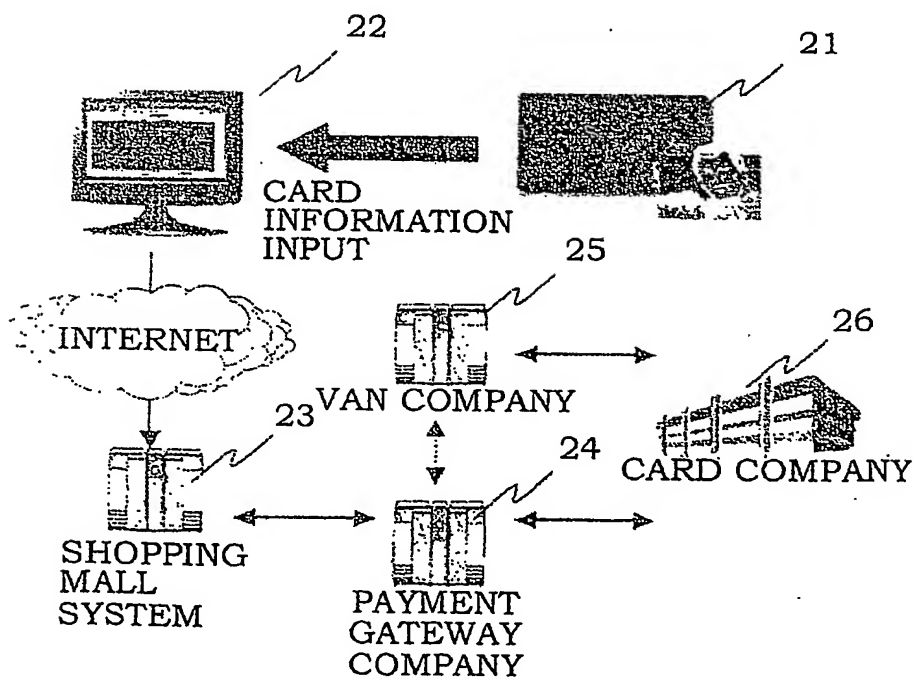 22
21
CARD
INFORMATION
INPUT
25
INTERNET
26
VAN COMPANY
23
24
CARD COMPANY
SHOPPING
MALL
SYSTEM
PAYMENT
GATEWAY
COMPANY